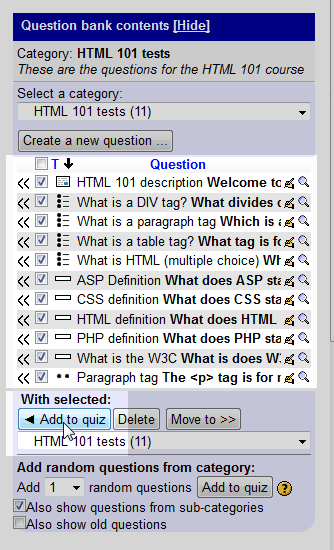 Question bank contents [Hide]
Category: HTML 101 tests
These are the questions for the HTML 101 course
Select a category:
HTML 101 tests (11)
Create a new question ...
T Question
HTML 101 description Welcome to
What is a DIV tag? What divides
What is a paragraph tag Which is
What is a table tag? What tag is fo
What is HTML (multiple choice) Wh
ASP Definition What does ASP sta
CSS definition What does CSS sta
HTML definition What does HTML
PHP definition What does PHP sta
What is the W3C What is does W
Paragraph tag The <p> tag is for
With selected:
◄ Add to quiz Delete Move to >>
HTML 101 tests (11)
Add random questions from category:
Add 1 random questions Add to quiz ?
Also show questions from sub-categories
Also show old questions